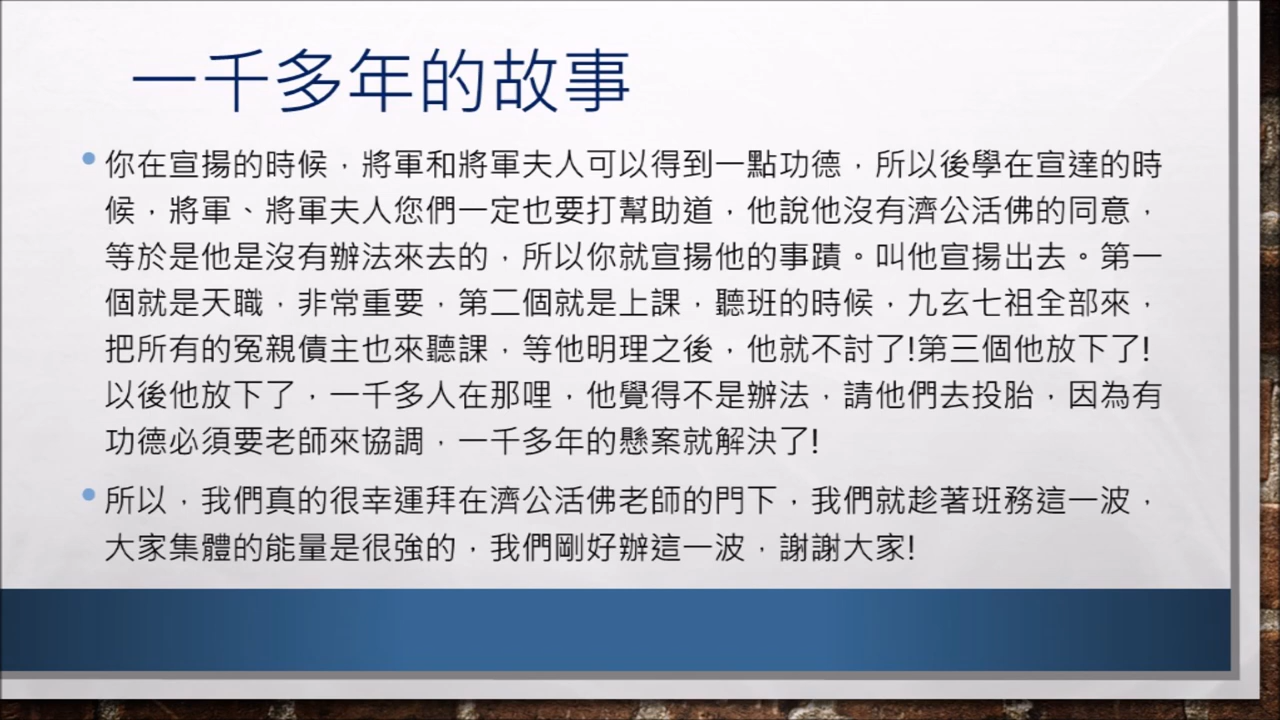 一千多年的故事
• 你在宣揚的時候，將軍和將軍夫人可以得到一點功德，所以後學在宣達的時
候，將軍、將軍夫人您們一定也要打幫助道，他說他沒有濟公活佛的同意，
等於是他是沒有辦法來去的，所以你就宣揚他的事蹟。叫他宣揚出去。第一
個就是天職，非常重要，第二個就是上課，聽班的時候，九玄七祖全部來，
把所有的冤親債主也來聽課，等他明理之後，他就不討了!第三個他放下了!
以後他放下了，一千多人在那哩，他覺得不是辦法，請他們去投胎，因為有
功德必須要老師來協調，一千多年的懸案就解決了!
• 所以，我們真的很幸運拜在濟公活佛老師的門下，我們就趁著班務這一波，
大家集體的能量是很強的，我們剛好辦這一波，謝謝大家!